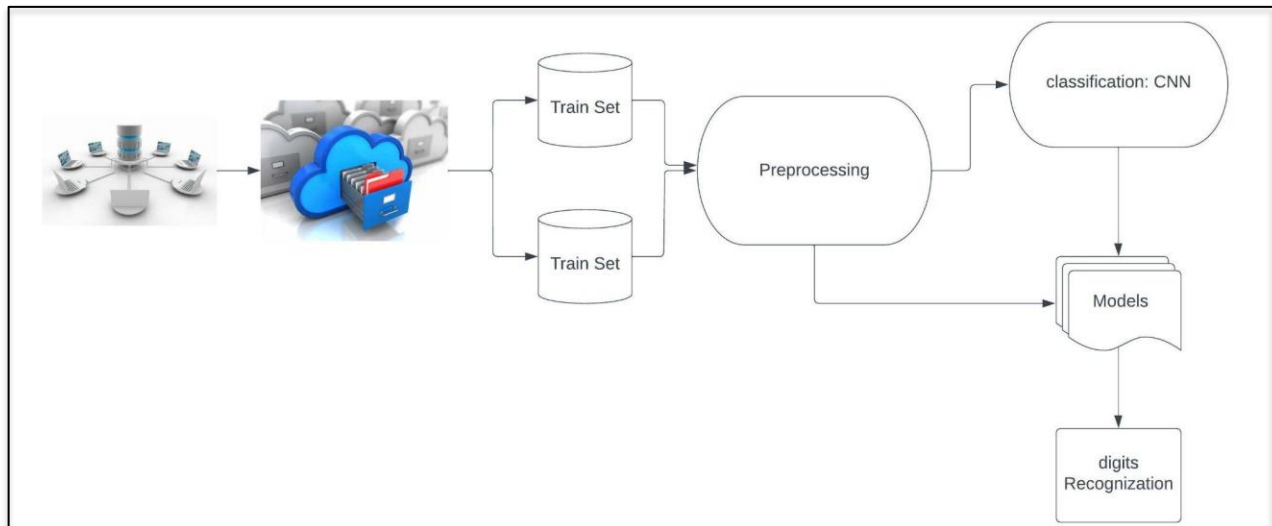 Train Set
Train Set
Preprocessing
classification: CNN
Models
digits
Recognization